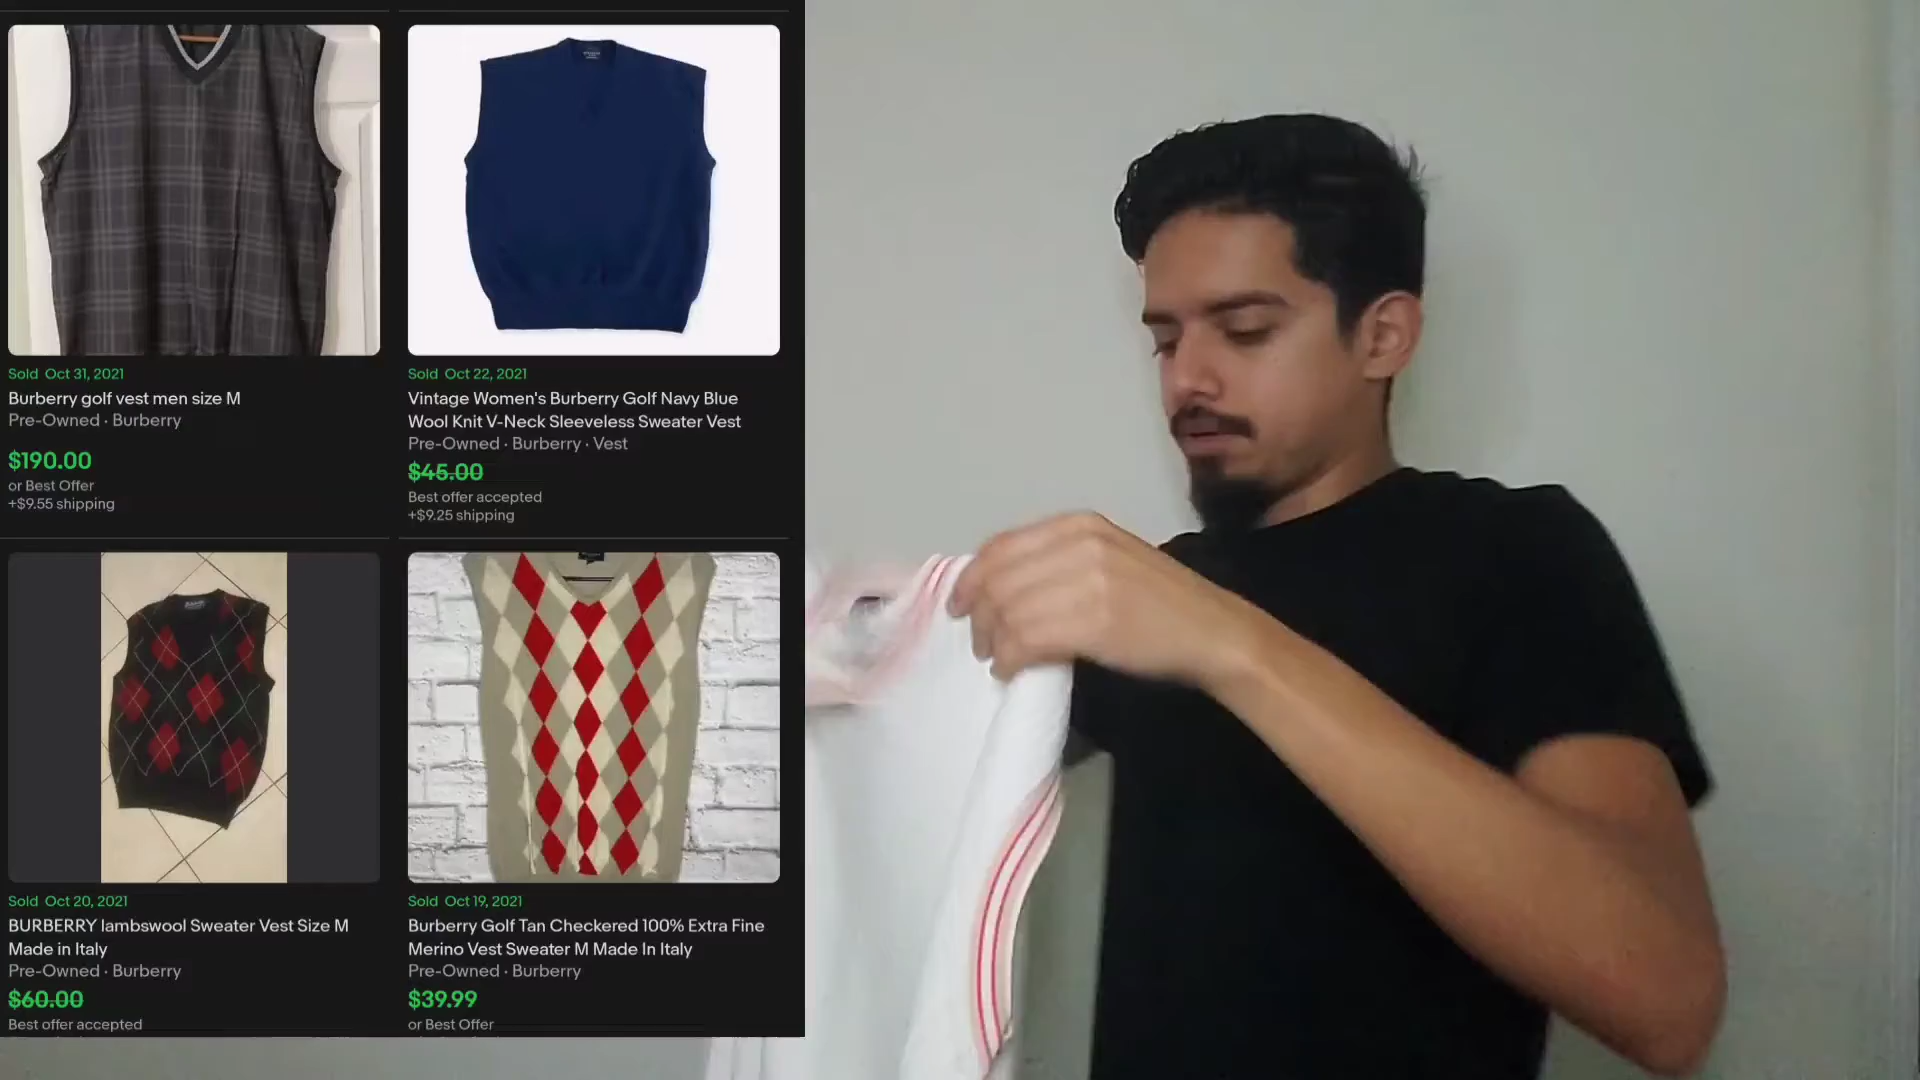 Sold Oct 31, 2021
Burberry golf vest men size M
Pre-Owned · Burberry
$190.00
or Best Offer
+$9.55 shipping
Sold Oct 22, 2021
Vintage Women's Burberry Golf Navy Blue
Wool Knit V-Neck Sleeveless Sweater Vest
Pre-Owned · Burberry · Vest
$45.00
Best offer accepted
+$9.25 shipping
Sold Oct 20, 2021
BURBERRY lambswool Sweater Vest Size M
Made in Italy
Pre-Owned · Burberry
$60.00
Best offer accepted
Sold Oct 19, 2021
Burberry Golf Tan Checkered 100% Extra Fine
Merino Vest Sweater M Made In Italy
Pre-Owned · Burberry
$39.99
or Best Offer